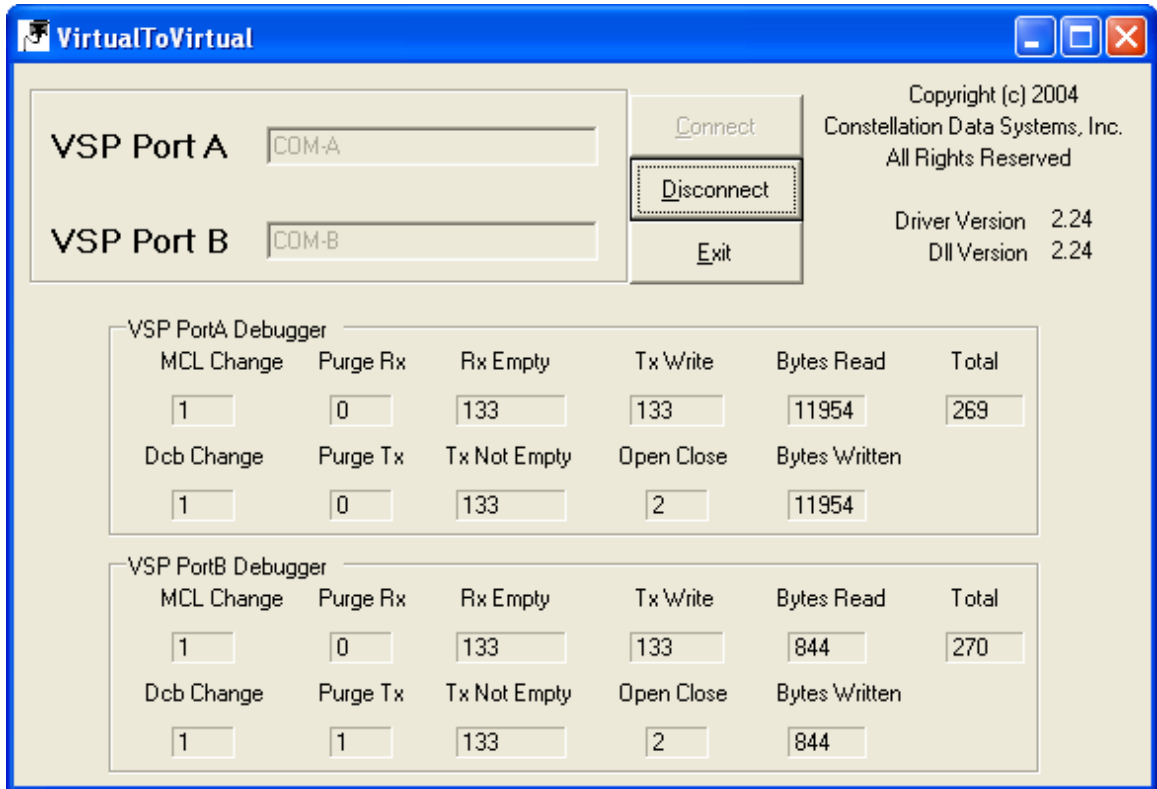 VirtualToVirtual
VSP Port A COM-A
VSP Port B COM-B
Connect
Disconnect
Exit
Copyright (c) 2004
Constellation Data Systems, Inc.
All Rights Reserved
Driver Version 2.24
Dll Version 2.24
VSP PortA Debugger
MCL Change Purge Rx Rx Empty Tx Write Bytes Read Total
1 0 133 133 11954 269
Dcb Change Purge Tx Tx Not Empty Open Close Bytes Written
1 0 133 2 11954
VSP PortB Debugger
MCL Change Purge Rx Rx Empty Tx Write Bytes Read Total
1 0 133 133 844 270
Dcb Change Purge Tx Tx Not Empty Open Close Bytes Written
1 1 133 2 844